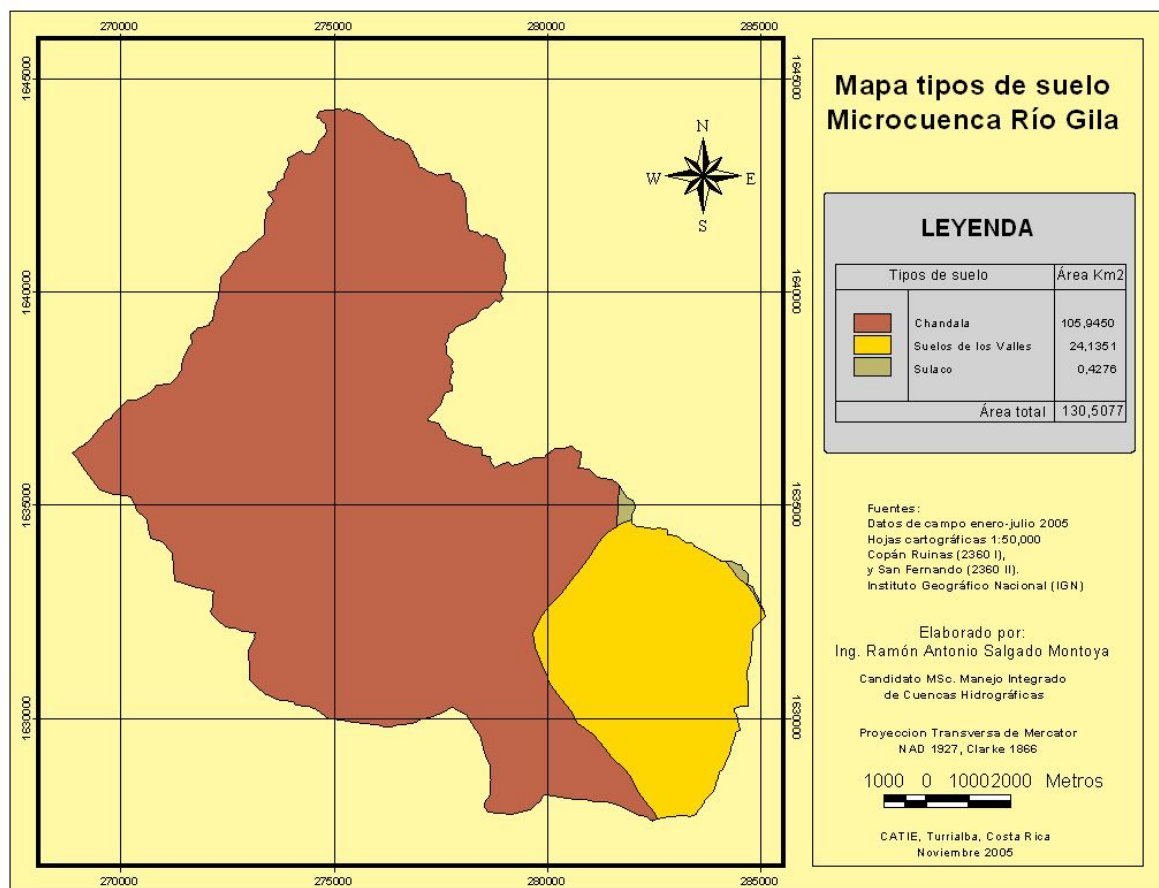 270000 275000 280000 285000
1645000 1645000
1640000 1640000
1635000 1635000
1630000 1630000
270000 275000 280000 285000
N
W E
S
Mapa tipos de suelo
Microcuenca Río Gila
LEYENDA
Tipos de suelo Área Km2
Chandala 105,9450
Suelos de los Valles 24,1351
Sulaco 0,4276
Área total 130,5077
Fuentes:
Datos de campo enero-julio 2005
Hojas cartográficas 1:50,000
Copán Ruinas (2360 I),
y San Fernando (2360 II).
Instituto Geográfico Nacional (IGN)
Elaborado por:
Ing. Ramón Antonio Salgado Montoya
Candidato MSc. Manejo Integrado
de Cuencas Hidrográficas
Proyeccion Transversa de Mercator
NAD 1927, Clarke 1866
1000 0 1000 2000 Metros
CATIE, Turrialba, Costa Rica
Noviembre 2005